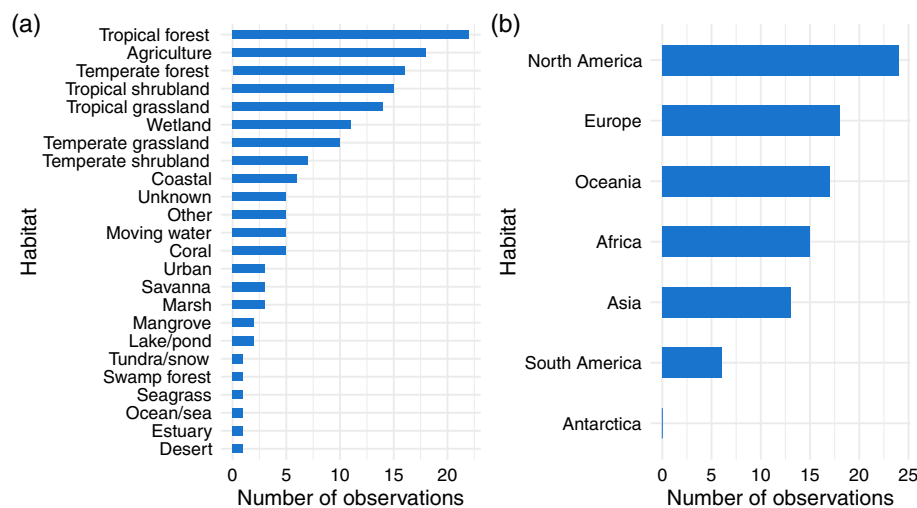 (a)
Tropical forest
Agriculture
Temperate forest
Tropical shrubland
Tropical grassland
Wetland
Temperate grassland
Temperate shrubland
Coastal
Unknown
Other
Moving water
Coral
Urban
Savanna
Marsh
Mangrove
Lake/pond
Tundra/snow
Swamp forest
Seagrass
Ocean/sea
Estuary
Desert
Habitat
0 5 10 15 20
Number of observations
(b)
North America
Europe
Oceania
Africa
Asia
South America
Antarctica
Habitat
0 5 10 15 20 25
Number of observations